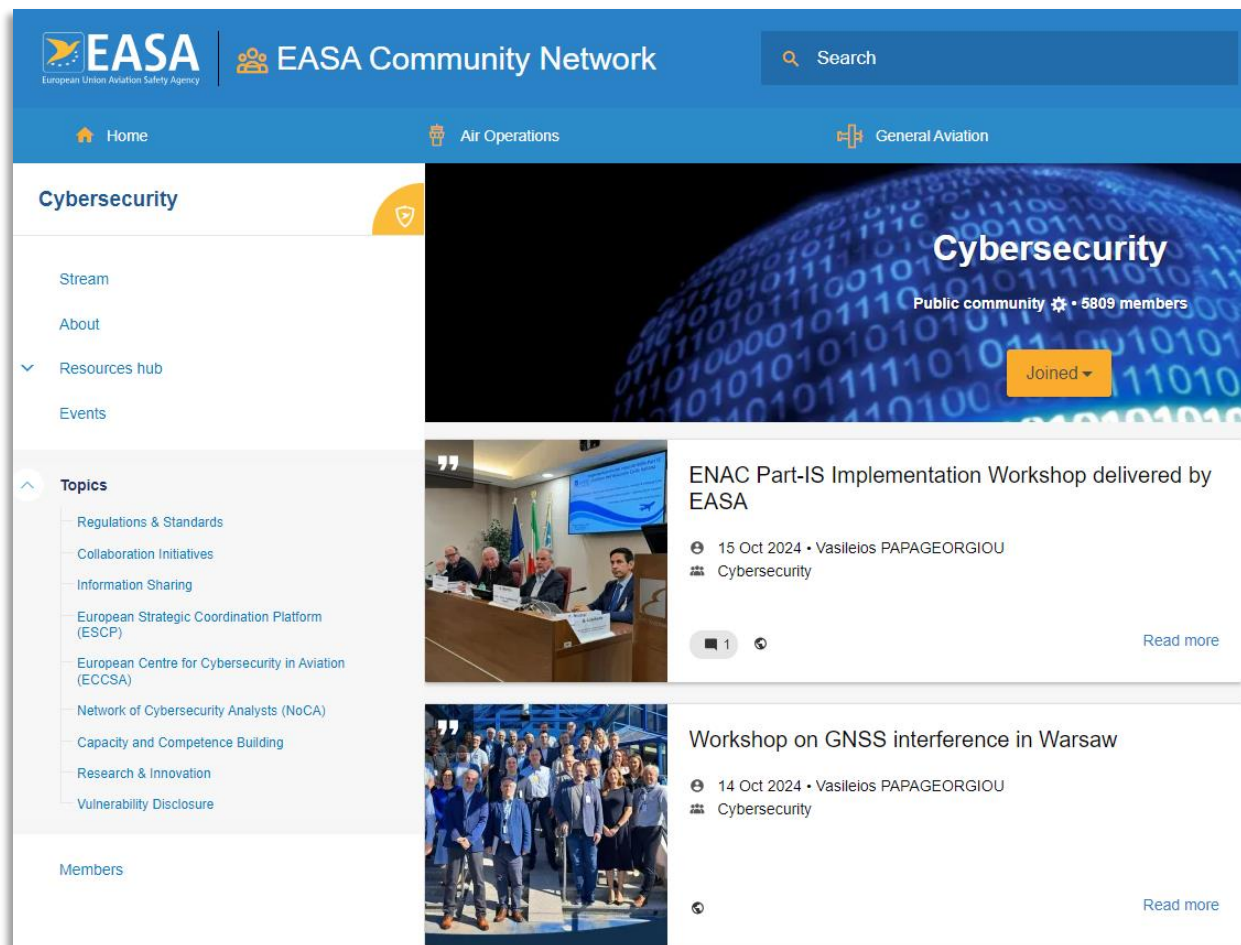 EASA
European Union Aviation Safety Agency
EASA Community Network
Search
Home
Air Operations
General Aviation
Cybersecurity
Stream
About
Resources hub
Events
Topics
Regulations & Standards
Collaboration Initiatives
Information Sharing
European Strategic Coordination Platform
(ESCP)
European Centre for Cybersecurity in Aviation
(ECCSA)
Network of Cybersecurity Analysts (NoCA)
Capacity and Competence Building
Research & Innovation
Vulnerability Disclosure
Members
Cybersecurity
Public community • 5809 members
Joined
ENAC Part-IS Implementation Workshop delivered by
EASA
15 Oct 2024 • Vasileios PAPAGEORGIOU
Cybersecurity
1
Read more
Workshop on GNSS interference in Warsaw
14 Oct 2024 • Vasileios PAPAGEORGIOU
Cybersecurity
Read more